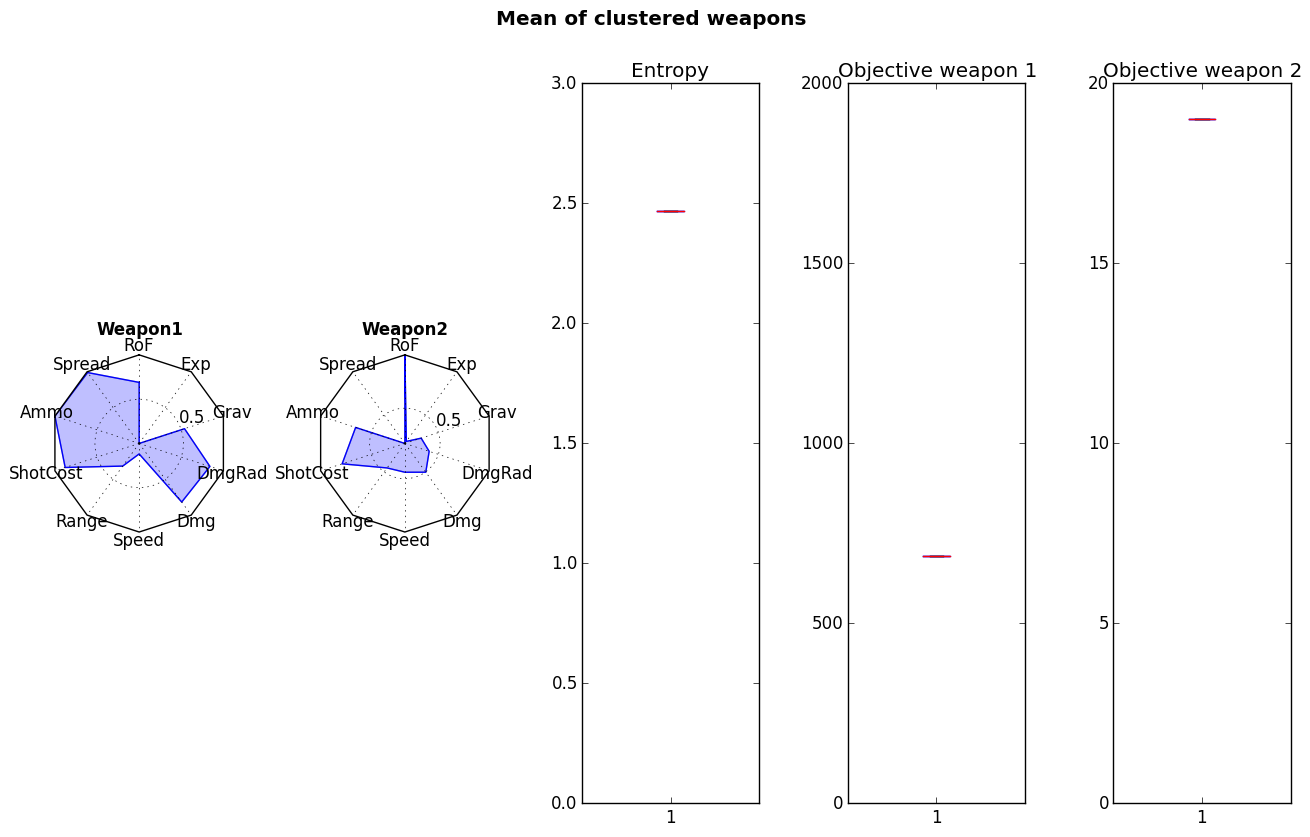 Mean of clustered weapons
Weapon1
RoF
Spread
Exp
Ammo
0.5
Grav
ShotCost
DmgRad
Range
Dmg
Speed
Weapon2
RoF
Spread
Exp
Ammo
0.5
Grav
ShotCost
DmgRad
Range
Dmg
Speed
Entropy
3.0
2.5
2.0
1.5
1.0
0.5
0.0
1
Objective weapon 1
2000
1500
1000
500
0
1
Objective weapon 2
20
15
10
5
0
1